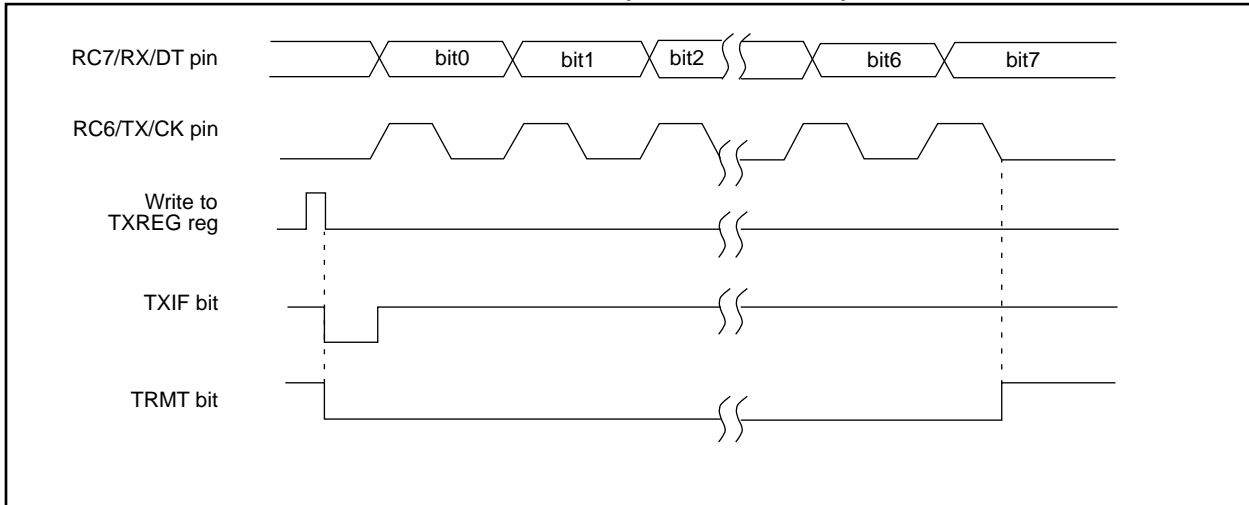 RC7/RX/DT pin
bit0
bit1
bit2
bit6
bit7
RC6/TX/CK pin
Write to
TXREG reg
TXIF bit
TRMT bit